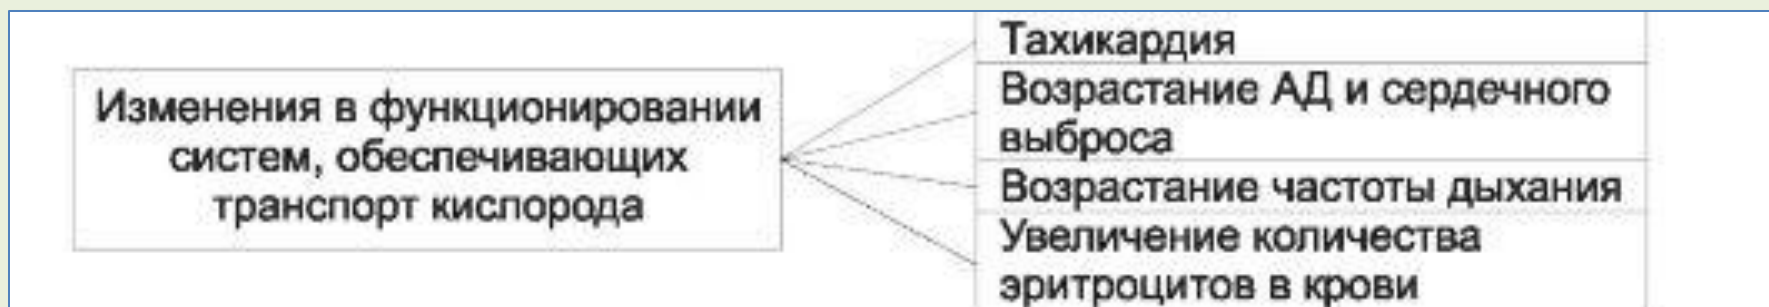 Изменения в функционировании
систем, обеспечивающих
транспорт кислорода
Тахикардия
Возрастание АД и сердечного
выброса
Возрастание частоты дыхания
Увеличение количества
эритроцитов в крови